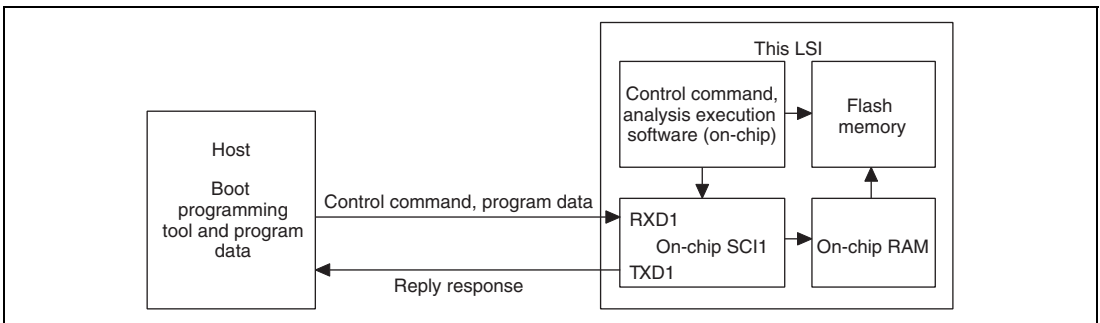 This LSI
Control command,
analysis execution
software (on-chip)
Flash
memory
Host
Boot
programming
tool and program
data
Control command, program data
RXD1
On-chip SCI1
TXD1
On-chip RAM
Reply response